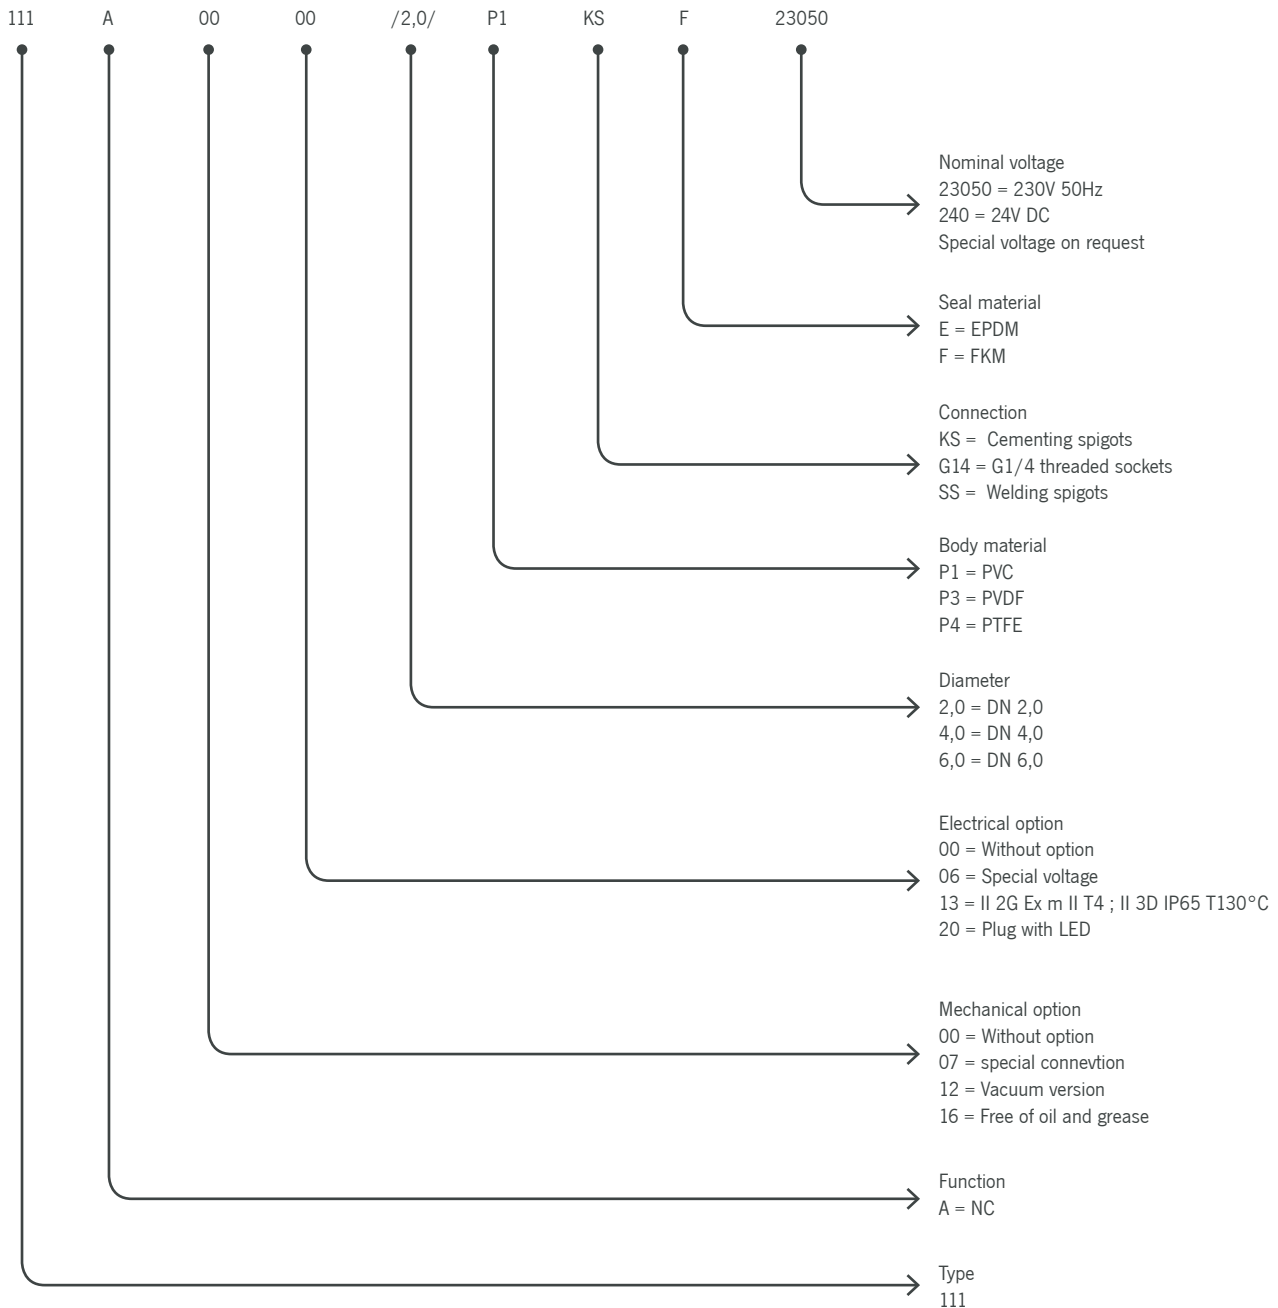 111 A 00 00 /2,0/ P1 KS F 23050
Nominal voltage
23050 = 230V 50Hz
240 = 24V DC
Special voltage on request
Seal material
E = EPDM
F = FKM
Connection
KS = Cementing spigots
G14 = G1/4 threaded sockets
SS = Welding spigots
Body material
P1 = PVC
P3 = PVDF
P4 = PTFE
Diameter
2,0 = DN 2,0
4,0 = DN 4,0
6,0 = DN 6,0
Electrical option
00 = Without option
06 = Special voltage
13 = II 2G Ex m II T4 ; II 3D IP65 T130°C
20 = Plug with LED
Mechanical option
00 = Without option
07 = special connevtion
12 = Vacuum version
16 = Free of oil and grease
Function
A = NC
Type
111